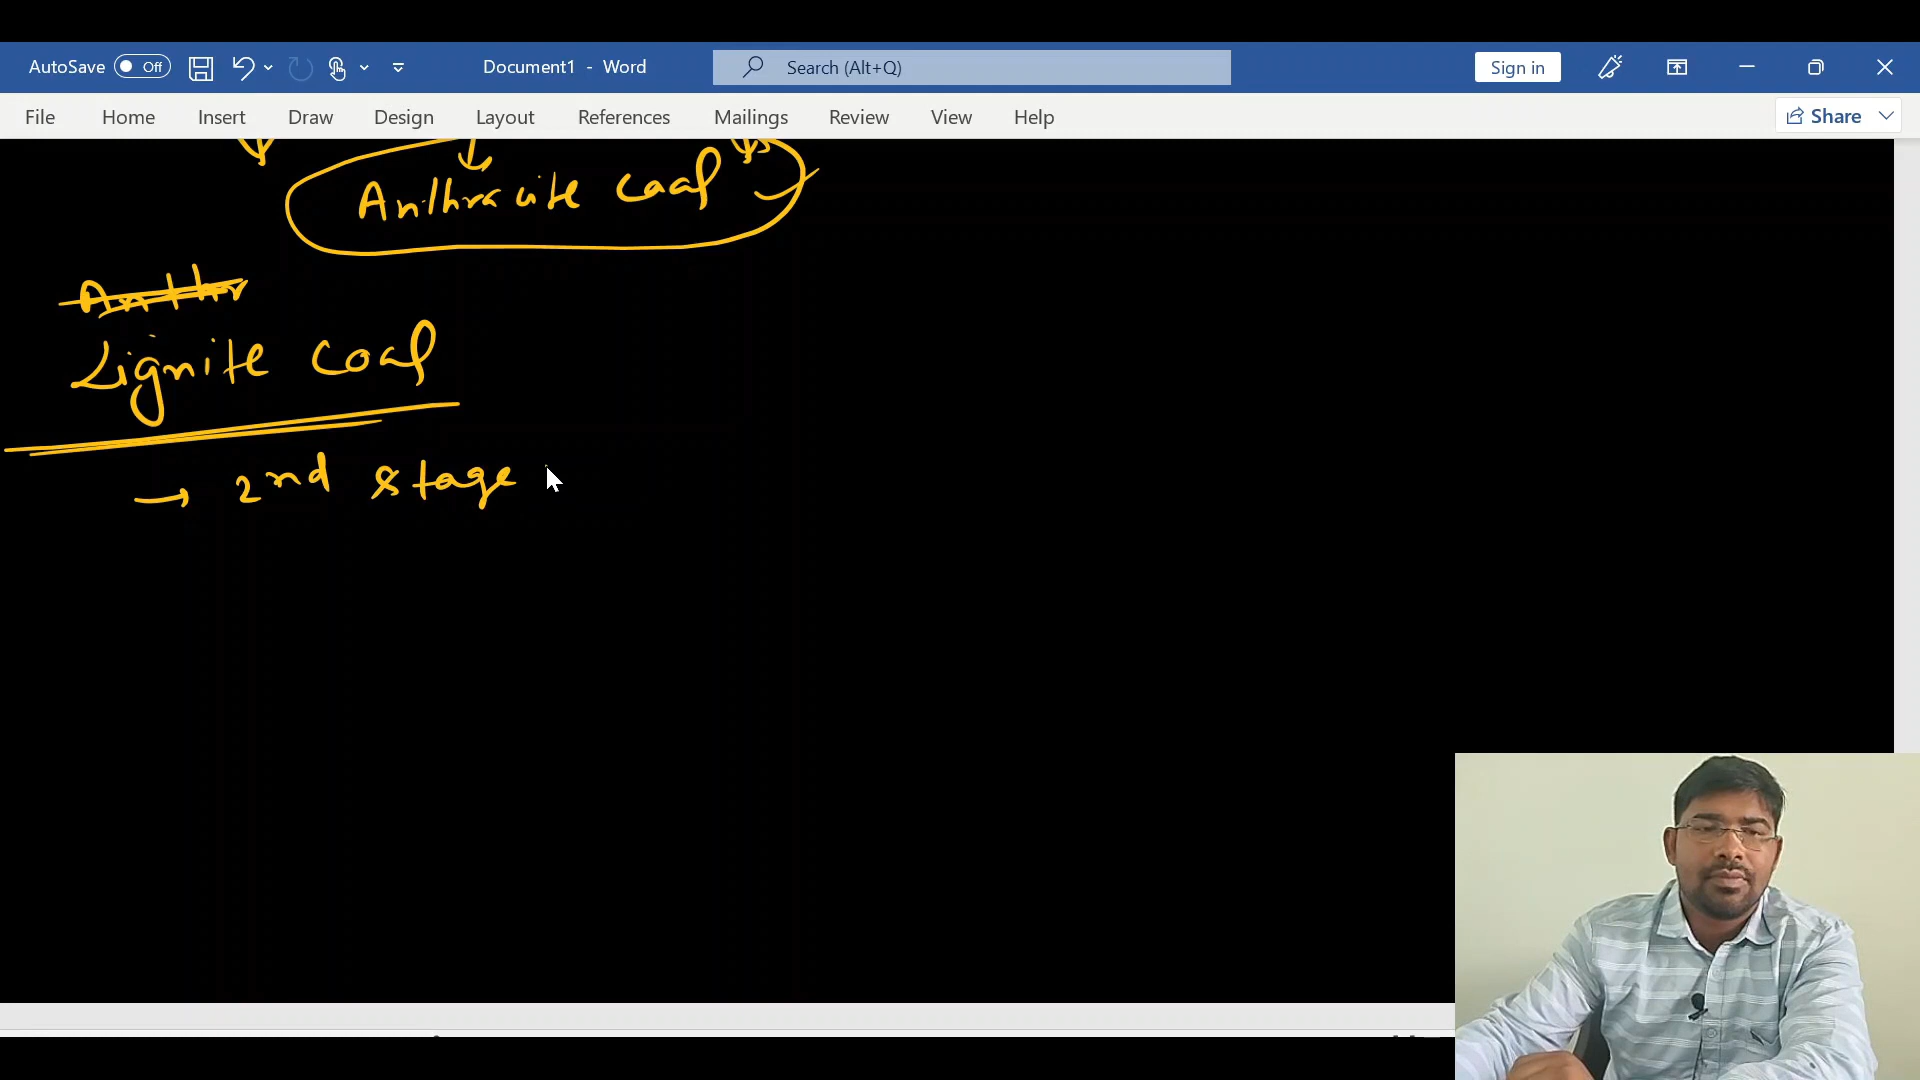 AutoSave Off Document1 - Word Search (Alt+Q) Sign in
File Home Insert Draw Design Layout References Mailings Review View Help Share
Anthracite coal
Anthr
Lignite coal
→ 2nd stage